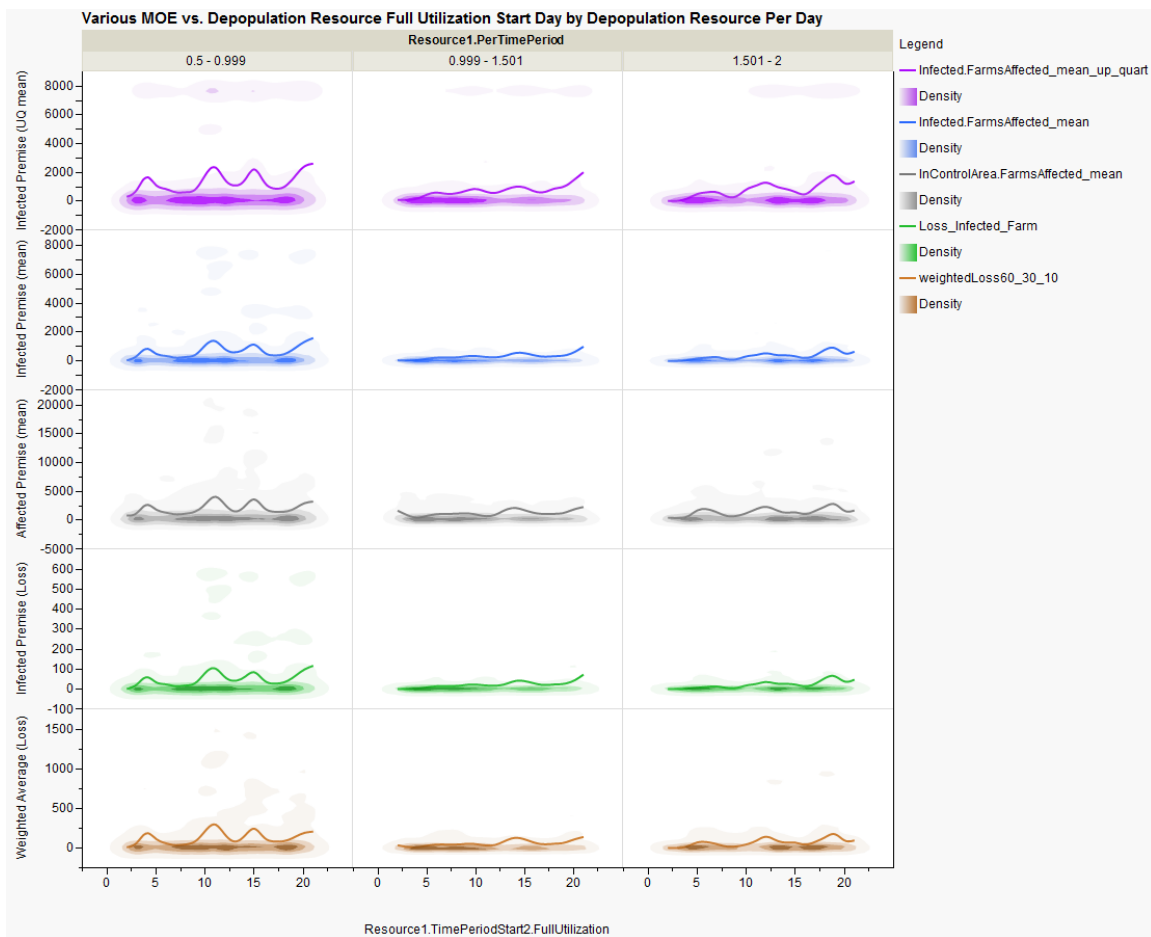 Various MOE vs. Depopulation Resource Full Utilization Start Day by Depopulation Resource Per Day
Resource1.PerTimePeriod
0.5 - 0.999
0.999 - 1.501
1.501 - 2
Infected Premise (UQ mean)
8000
6000
4000
2000
0
-2000
Infected Premise (mean)
8000
6000
4000
2000
0
-2000
Affected Premise (mean)
20000
15000
10000
5000
0
-5000
Infected Premise (Loss)
600
500
400
300
200
100
0
-100
Weighted Average (Loss)
1500
1000
500
0
0 5 10 15 20
0 5 10 15 20
0 5 10 15 20
Resource1.TimePeriodStart2.FullUtilization
Legend
Infected.FarmsAffected_mean_up_quart
Density
Infected.FarmsAffected_mean
Density
InControlArea.FarmsAffected_mean
Density
Loss_Infected_Farm
Density
weightedLoss60_30_10
Density